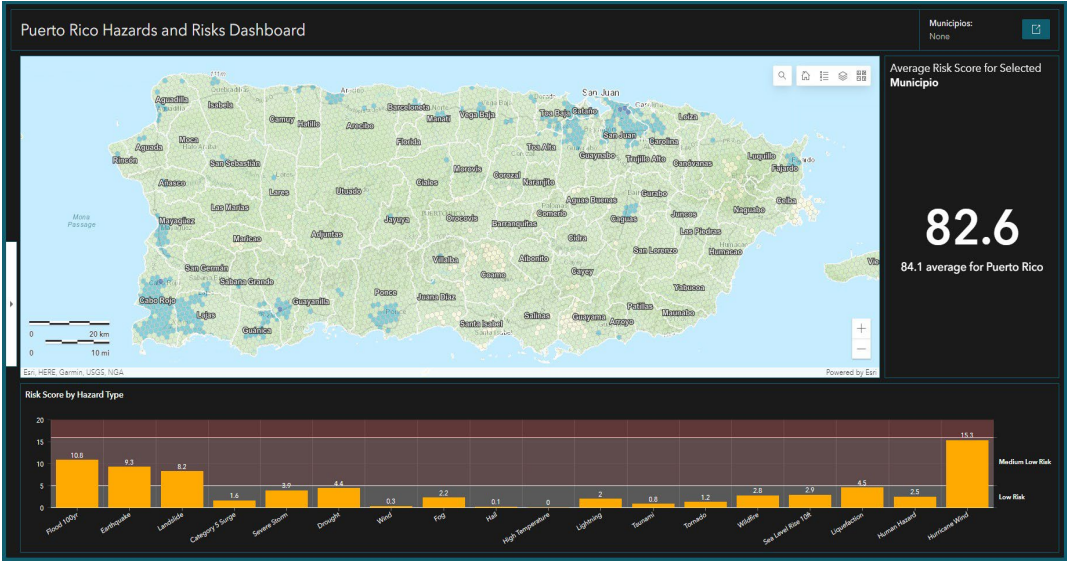 Puerto Rico Hazards and Risks Dashboard
Municipios:
None
Average Risk Score for Selected
Municipio
82.6
84.1 average for Puerto Rico
San Juan
Aguadilla
Isabela
Camuy
Hatillo
Arecibo
Barceloneta
Manatí
Vega Baja
Toa Baja
Cataño
Loíza
Aguada
Moca
Florida
Toa Alta
San Juan
Carolina
Guaynabo
Trujillo Alto
Canóvanas
Luquillo
Fajardo
Rincón
San Sebastián
Morovis
Corozal
Naranjito
Añasco
Lares
Utuado
Ciales
Aguas Buenas
Gurabo
Ceiba
Las Marías
Mona
Passage
Mayagüez
Jayuya
Orocovis
Barranquitas
Comerío
Caguas
Juncos
Naguabo
Maricao
Adjuntas
Cidra
Las Piedras
San Lorenzo
Humacao
Villalba
Aibonito
San Germán
Sabana Grande
Coamo
Cayey
Yabucoa
Cabo Rojo
Guayanilla
Ponce
Juana Díaz
Patillas
Maunabo
Lajas
Guánica
Santa Isabel
Salinas
Guayama
Arroyo
0 20 km
0 10 mi
Esri, HERE, Garmin, USGS, NGA
Powered by Esri
Risk Score by Hazard Type
20
15
10
5
0
10.8
9.3
8.2
1.6
3.9
4.4
0.3
2.2
0.1
0
2
0.8
1.2
2.8
2.9
4.5
2.5
15.3
Medium Low Risk
Low Risk
Flood 100yr
Earthquake
Landslide
Category 5 Surge
Severe Storm
Drought
Wind
Fog
Hail
High Temperature
Lightning
Tsunami
Tornado
Wildfire
Sea Level Rise 10ft
Liquefaction
Human Hazard
Hurricane Wind